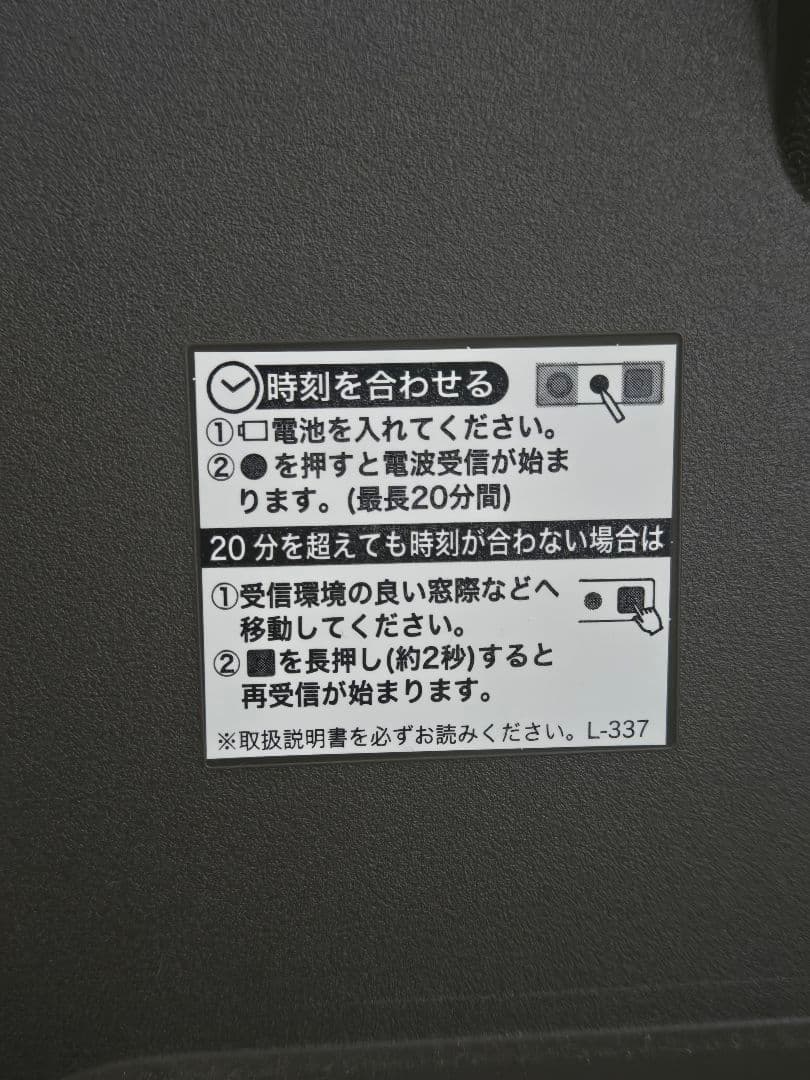 時刻を合わせる
①電池を入れてください。
②●を押すと電波受信が始ま
ります。(最長20分間)
20分を超えても時刻が合わない場合は
①受信環境の良い窓際などへ
移動してください。
②■を長押し(約2秒)すると
再受信が始まります。
※取扱説明書を必ずお読みください。L-337